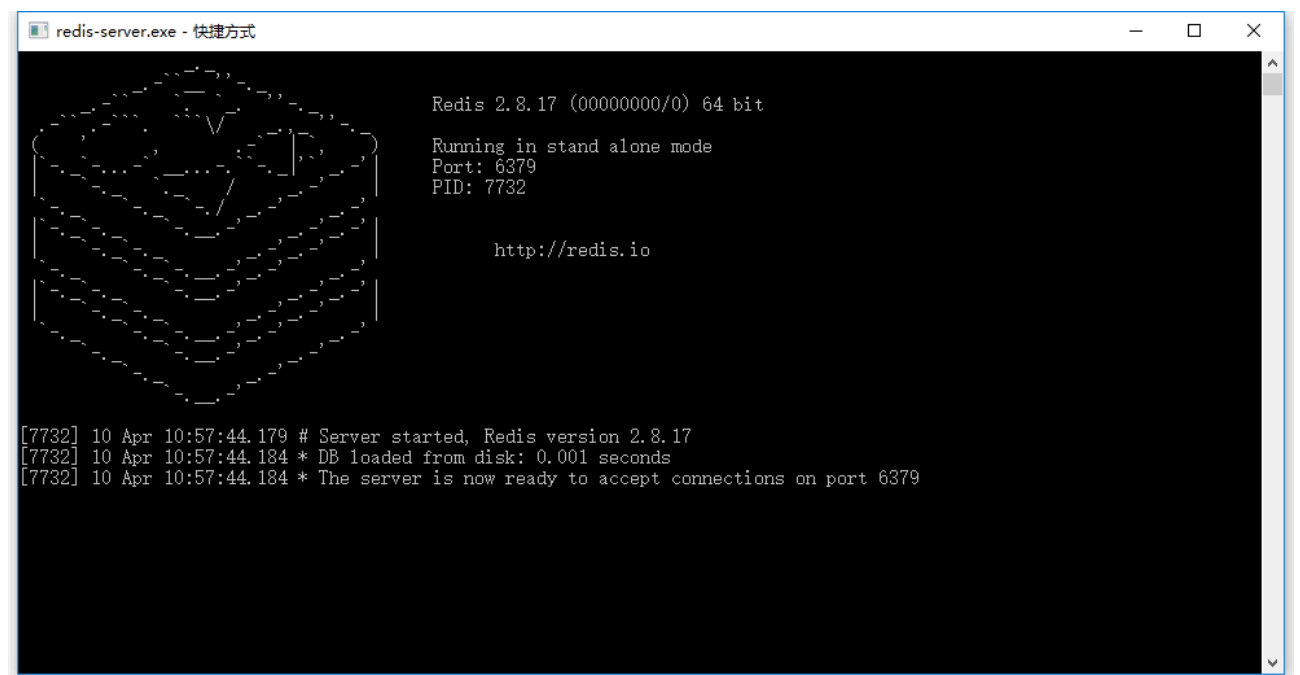 redis-server.exe - 快捷方式
Redis 2.8.17 (00000000/0) 64 bit
Running in stand alone mode
Port: 6379
PID: 7732
http://redis.io
[7732] 10 Apr 10:57:44.179 # Server started, Redis version 2.8.17
[7732] 10 Apr 10:57:44.184 * DB loaded from disk: 0.001 seconds
[7732] 10 Apr 10:57:44.184 * The server is now ready to accept connections on port 6379